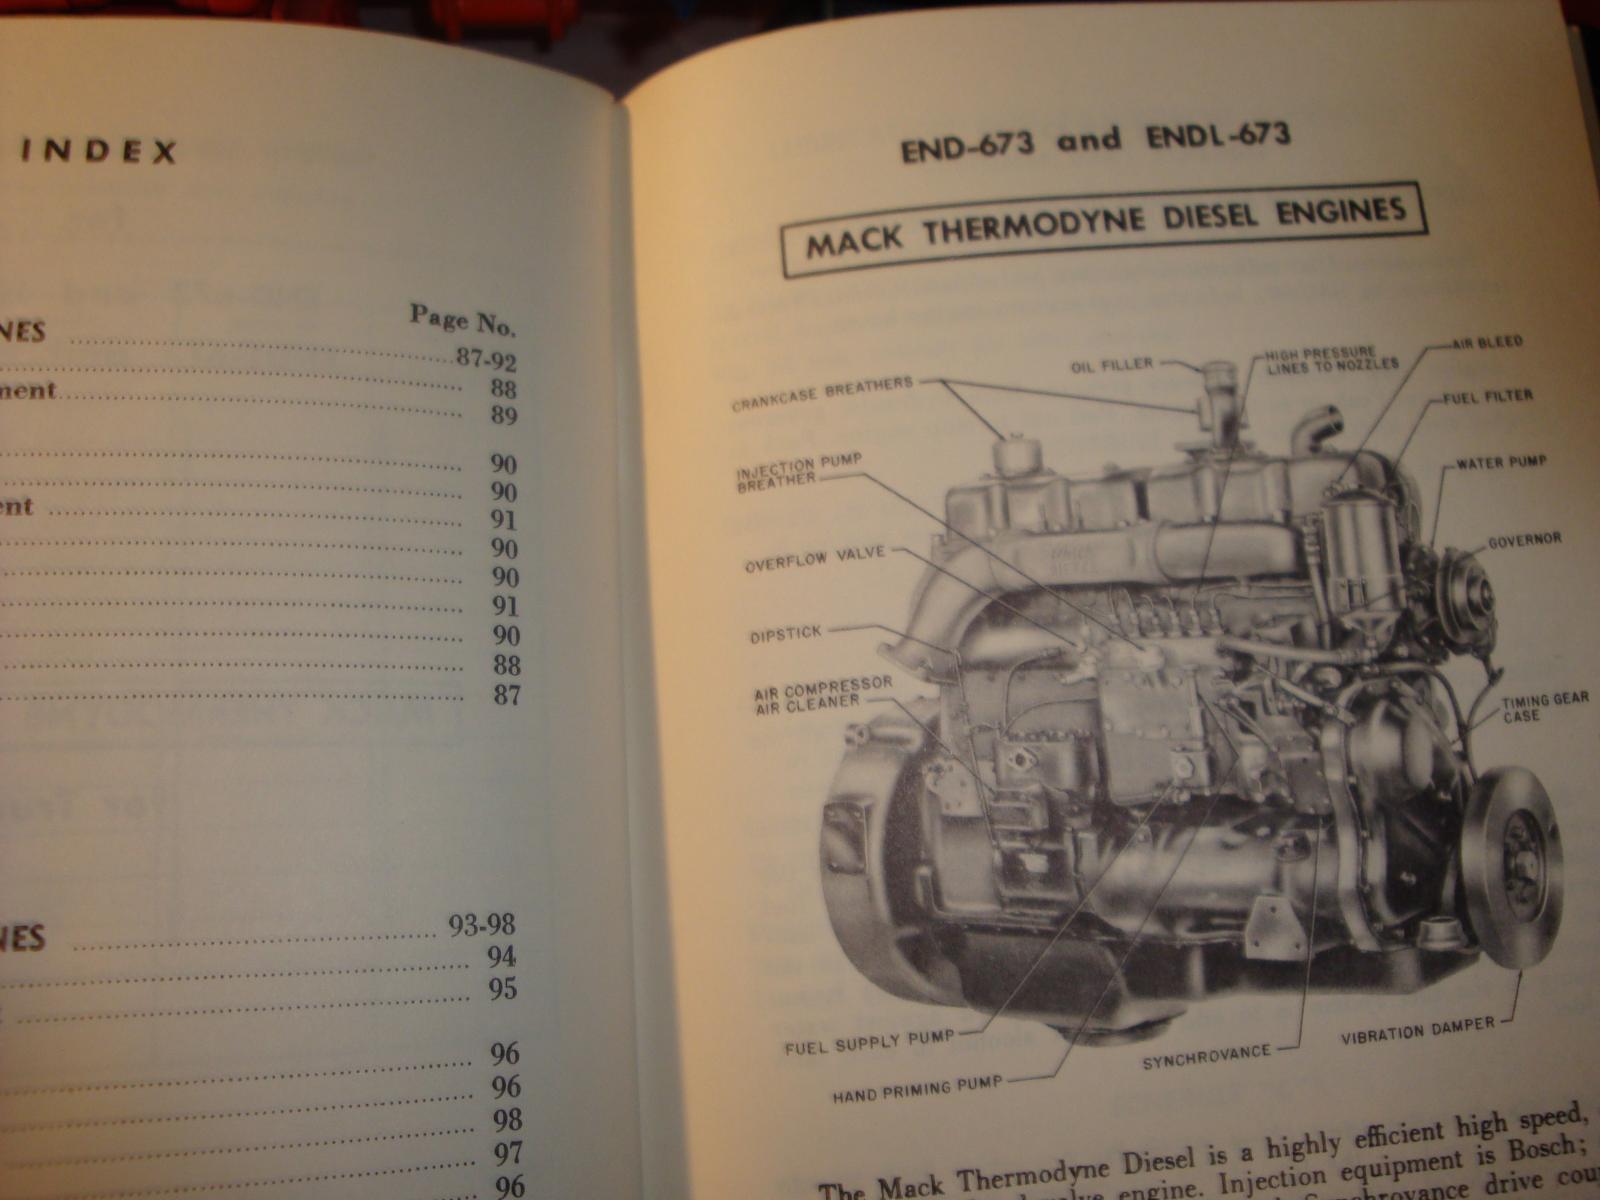 INDEX
Page No.
NES
87-92
88
ment
89
90
90
ent
91
90
90
91
90
88
87
NES
93-98
94
95
96
96
98
97
96
END-673 and ENDL-673
MACK THERMODYNE DIESEL ENGINES
CRANKCASE BREATHERS
OIL FILLER
HIGH PRESSURE
LINES TO NOZZLES
AIR BLEED
FUEL FILTER
INJECTION PUMP
BREATHER
WATER PUMP
OVERFLOW VALVE
GOVERNOR
DIPSTICK
AIR COMPRESSOR
AIR CLEANER
TIMING GEAR
CASE
FUEL SUPPLY PUMP
SYNCHROVANCE
VIBRATION DAMPER
HAND PRIMING PUMP
The Mack Thermodyne Diesel is a highly efficient high speed,
engine. Injection equipment is Bosch;
Synchrovance drive cou